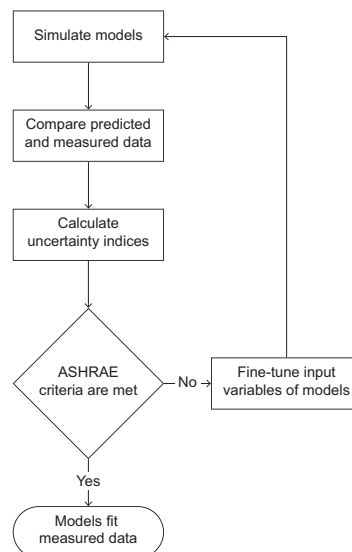 Simulate models
Compare predicted
and measured data
Calculate
uncertainty indices
ASHRAE
criteria are met
No
Fine-tune input
variables of models
Yes
Models fit
measured data